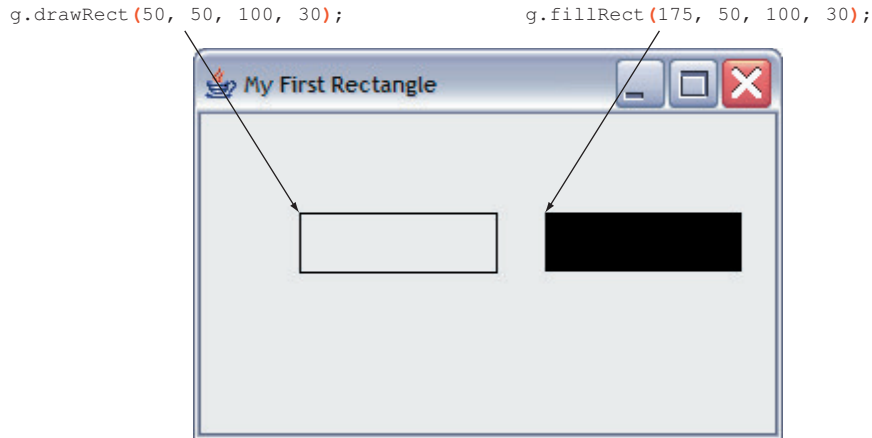 g.drawRect(50, 50, 100, 30); g.fillRect(175, 50, 100, 30);
My First Rectangle